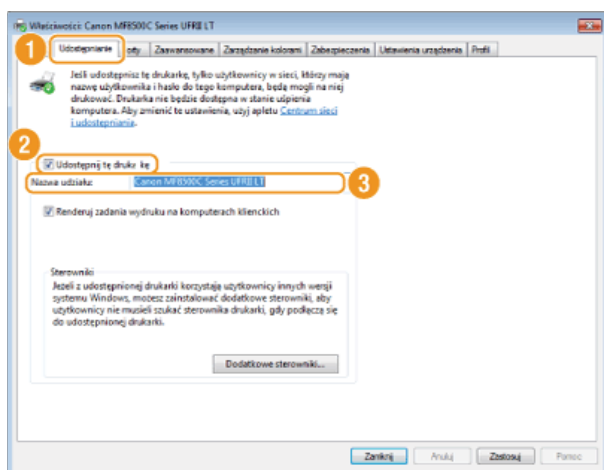 Właściwości: Canon MF8500C Series UFRII LT
1
Udostępnianie
Zaawansowane
Zarządzanie kolorami
Zabezpieczenia
Ustawienia urządzenia
Profil
Jeśli udostępnisz tę drukarkę, tylko użytkownicy w sieci, którzy mają
nazwę użytkownika i hasło do tego komputera, będą mogli na niej
drukować. Drukarka nie będzie dostępna w stanie uśpienia
komputera. Aby zmienić te ustawienia, użyj apletu Centrum sieci
i udostępniania.
2
Udostępnij tę drukarkę
Nazwa udziału: Canon MF8500C Series UFRII LT
3
Renderuj zadania wydruku na komputerach klienckich
Sterowniki
Jeżeli z udostępnionej drukarki korzystają użytkownicy innych wersji
systemu Windows, możesz zainstalować dodatkowe sterowniki, aby
użytkownicy nie musieli szukać sterownika drukarki, gdy podłączą się
do udostępnionej drukarki.
Dodatkowe sterowniki...
Zamknij
Anuluj
Zastosuj
Pomoc